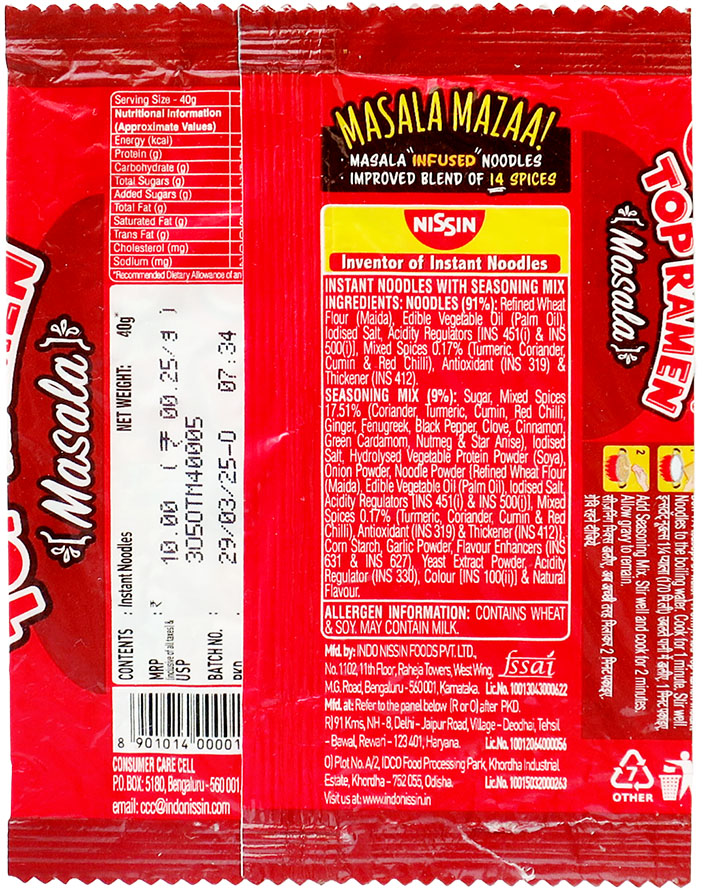 Serving Size - 40g
Nutritional Information
(Approximate Values)
Energy (kcal)
Protein (g)
Carbohydrate (g)
Total Sugars (g)
Added Sugars (g)
Total Fat (g)
Saturated Fat (g)
Trans Fat (g)
Cholesterol (mg)
Sodium (mg)
*Recommended Dietary Allowance of an
Masala
CONTENTS : Instant Noodles
NET WEIGHT: 40g*
MRP : ₹ 10.00 ( ₹ 00 25/g )
Inclusive of all taxes) &
USP
3050TM40005
BATCH NO. : 29/03/25-O 07:34
PKD
8 901014 00001
CONSUMER CARE CELL
P.O. BOX: 5180, Bengaluru - 560 001,
email: ccc@indonissin.com
MASALA MAZAA!
· MASALA "INFUSED" NOODLES
· IMPROVED BLEND OF 14 SPICES
NISSIN
Inventor of Instant Noodles
INSTANT NOODLES WITH SEASONING MIX
INGREDIENTS: NOODLES (91%): Refined Wheat
Flour (Maida), Edible Vegetable Oil (Palm Oil),
Iodised Salt, Acidity Regulators [INS 451(i) & INS
500(i)], Mixed Spices 0.17% (Turmeric, Coriander,
Cumin & Red Chilli), Antioxidant (INS 319) &
Thickener (INS 412).
SEASONING MIX (9%): Sugar, Mixed Spices
17.51% (Coriander, Turmeric, Cumin, Red Chilli,
Ginger, Fenugreek, Black Pepper, Clove, Cinnamon,
Green Cardamom, Nutmeg & Star Anise), Iodised
Salt, Hydrolysed Vegetable Protein Powder (Soya),
Onion Powder, Noodle Powder {Refined Wheat Flour
(Maida), Edible Vegetable Oil (Palm Oil), Iodised Salt,
Acidity Regulators [INS 451(i) & INS 500(i)], Mixed
Spices 0.17% (Turmeric, Coriander, Cumin & Red
Chilli), Antioxidant (INS 319) & Thickener (INS 412)},
Corn Starch, Garlic Powder, Flavour Enhancers (INS
631 & INS 627), Yeast Extract Powder, Acidity
Regulator (INS 330), Colour [INS 100(ii)] & Natural
Flavour.
ALLERGEN INFORMATION: CONTAINS WHEAT
& SOY. MAY CONTAIN MILK.
Mfd. by: INDO NISSIN FOODS PVT. LTD.,
No. 1102, 11th Floor, Raheja Towers, West Wing,
fssai
M.G. Road, Bengaluru - 560001, Karnataka. Lic.No. 10013043000622
Mfd. at: Refer to the panel below (R or O) after PKD.
R) 91 Kms, NH - 8, Delhi - Jaipur Road, Village - Deodhai, Tehsil
- Bawal, Rewari - 123 401, Haryana. Lic.No. 10012064000056
O) Plot No. A/2, IDCO Food Processing Park, Khordha Industrial
Estate, Khordha - 752 055, Odisha. Lic.No. 10015032000263
Visit us at: www.indonissin.in
TOP RAMEN
Masala
Noodles to the boiling water. Cook for 1 minute. Stir well.
2
Add Seasoning Mix. Stir well and cook for 2 minutes.
Allow gravy to remain.
7
OTHER